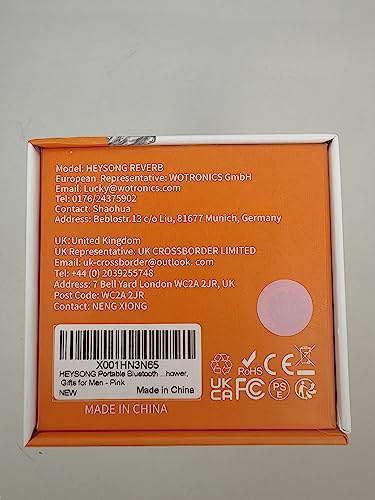 Model: HEYSONG REVERB
European Representative: WOTRONICS GmbH
Email: Lucky@wotronics.com
Tel: 0176/24375902
Contact: Shaohua
Address: Beblostr.13 c/o Liu, 81677 Munich, Germany
UK: United Kingdom
UK Representative: UK CROSSBORDER LIMITED
Email: uk-crossborder@outlook.com
Tel: +44 (0) 2039255748
Address: 7 Bell Yard London WC2A 2JR, UK
Post Code: WC2A 2JR
Contact: NENG XIONG
X001HN3N65
HEYSONG Portable Bluetooth ...hower,
Gifts for Men - Pink
NEW
Made in China
RoHS CE
UK CA FC PS E
MADE IN CHINA